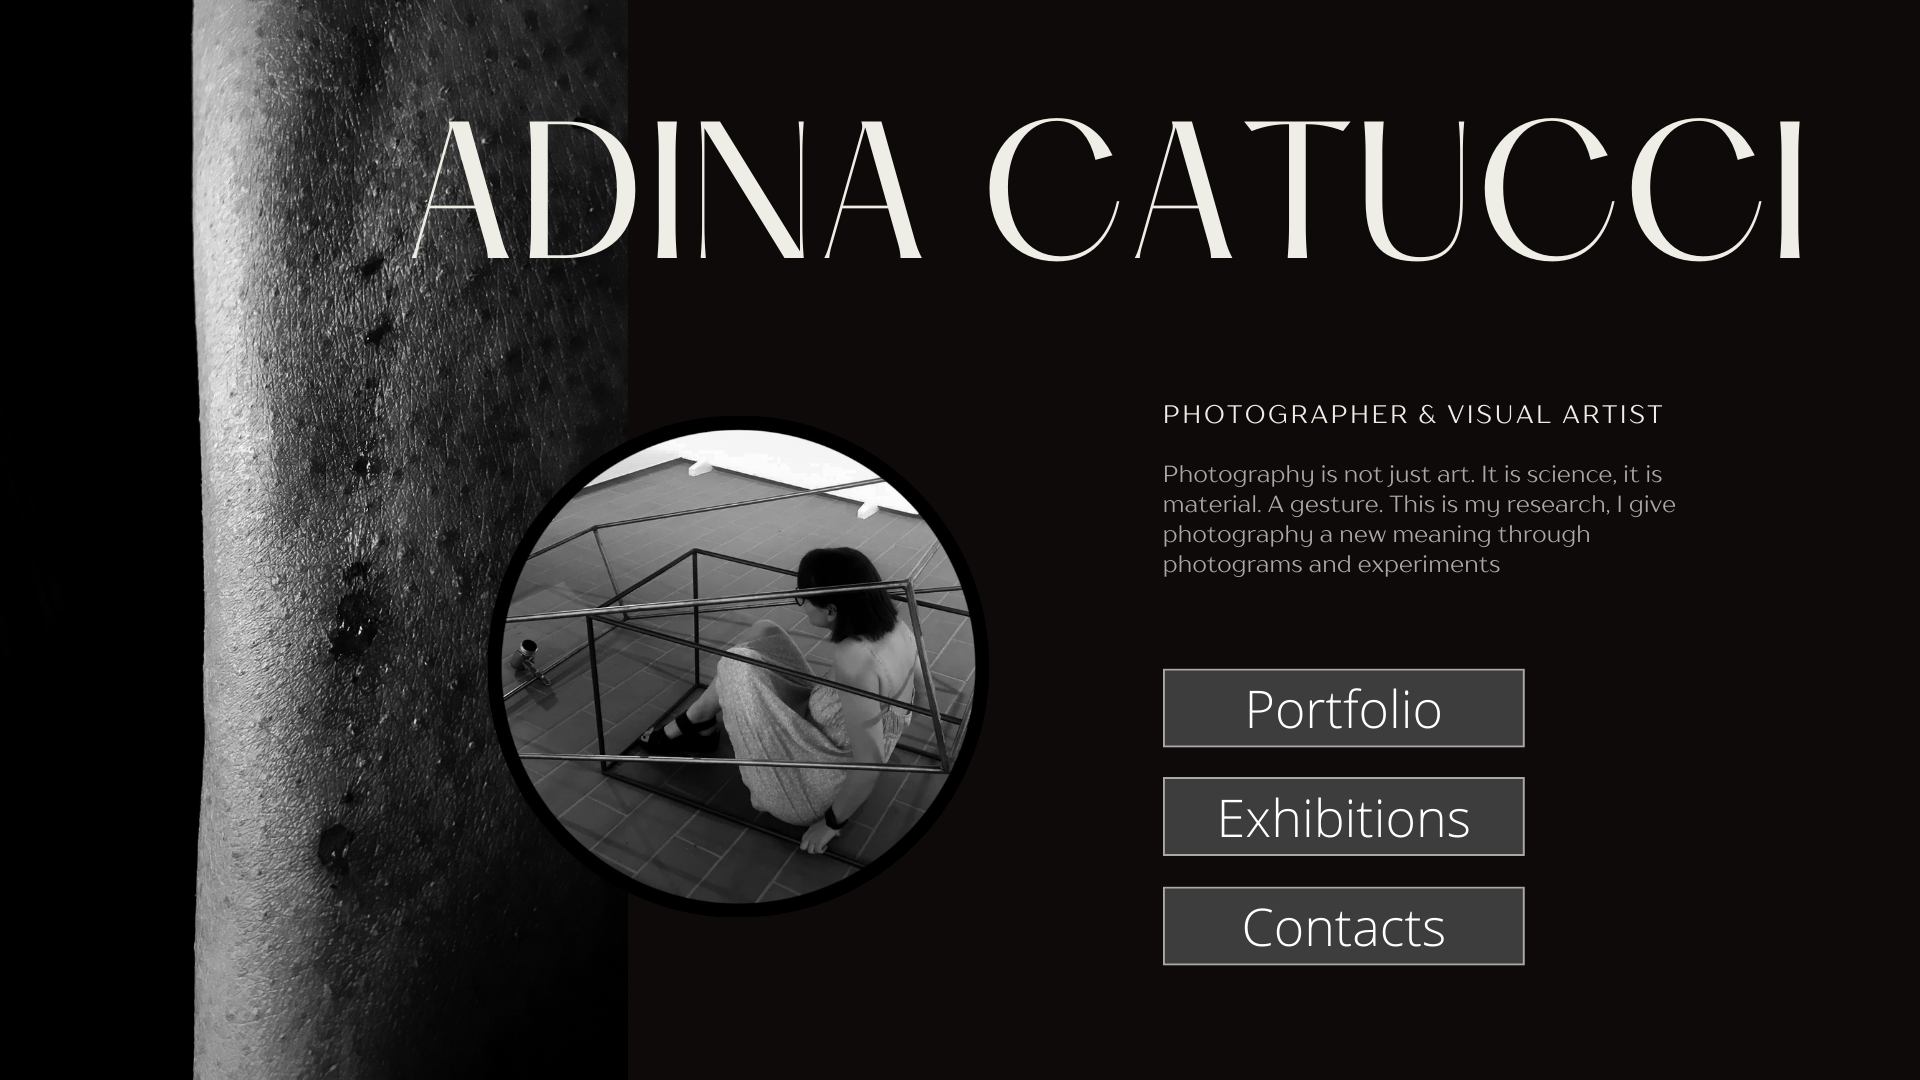 ADINA CATUCCI
PHOTOGRAPHER & VISUAL ARTIST
Photography is not just art. It is science, it is
material. A gesture. This is my research, I give
photography a new meaning through
photograms and experiments
Portfolio
Exhibitions
Contacts